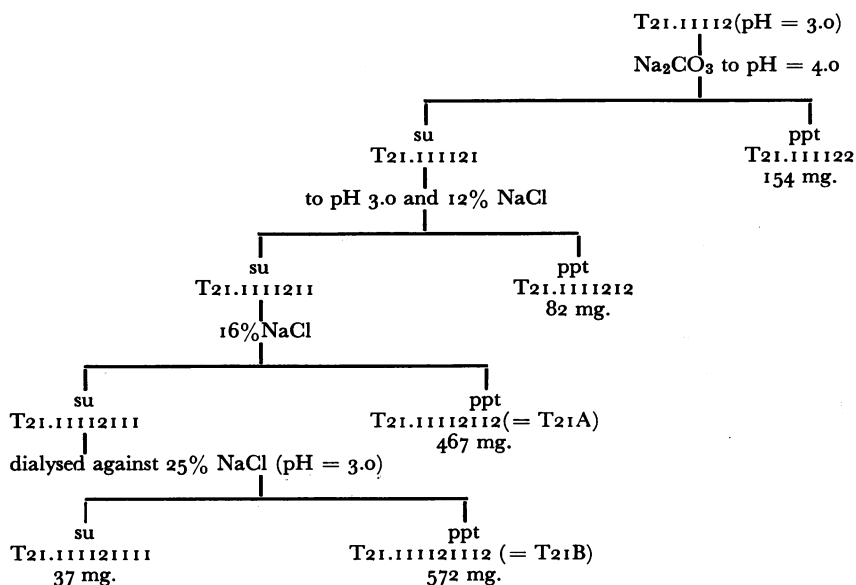 T21.11112(pH = 3.0)
Na₂CO₃ to pH = 4.0
su
ppt
T21.111121
T21.111122
154 mg.
to pH 3.0 and 12% NaCl
su
ppt
T21.1111211
T21.1111212
82 mg.
16%NaCl
su
ppt
T21.11112111
T21.11112112(= T21A)
467 mg.
dialysed against 25% NaCl (pH = 3.0)
su
ppt
T21.111121111
T21.111121112 (= T21B)
37 mg.
572 mg.